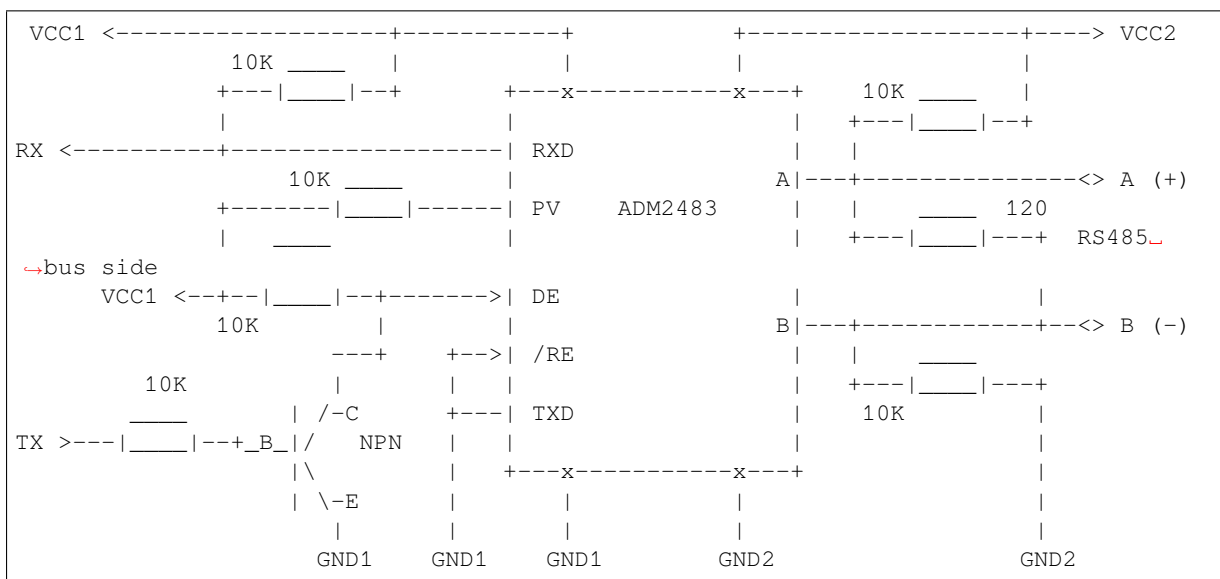 VCC1 <--------------------+------------+           +--------------------+----> VCC2
10K ____     |            |           |                    |
+---|____|--+       +---x-----------x---+    10K ____    |
|                   |                   |   +---|____|--+
RX <----------+-------------------| RXD              |   |
10K ____       |                  A|---+---------------<> A (+)
+-------|____|------| PV     ADM2483    |   |    ____  120
|   ____            |                   |   +---|____|---+  RS485␣
↪bus side
VCC1 <--+--|____|--+------->| DE                |            |
10K        |        |                  B|---+------------+--<> B (-)
---+    +-->| /RE               |   |    ____
10K            |       |   |                   |   +---|____|---+
____       | /-C      +---| TXD               |    10K     |
TX >---|____|--+_B_|/   NPN   |   |                   |            |
|\         |   +---x-----------x---+            |
| \-E      |       |           |                |
|       |       |           |                |
GND1    GND1    GND1        GND2             GND2